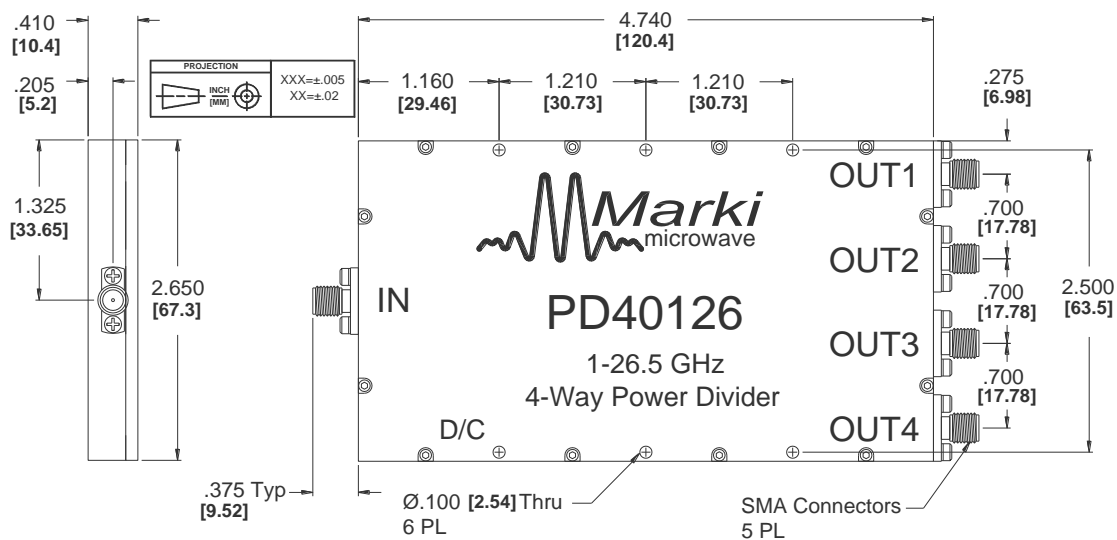 .410
[10.4]
.205
[5.2]
PROJECTION
INCH
[MM]
XXX=±.005
XX=±.02
4.740
[120.4]
1.160
[29.46]
1.210
[30.73]
1.210
[30.73]
.275
[6.98]
1.325
[33.65]
2.650
[67.3]
Marki
microwave
OUT1
OUT2
OUT3
OUT4
IN
PD40126
1-26.5 GHz
4-Way Power Divider
D/C
.700
[17.78]
.700
[17.78]
.700
[17.78]
2.500
[63.5]
.375 Typ
[9.52]
Ø.100 [2.54] Thru
6 PL
SMA Connectors
5 PL